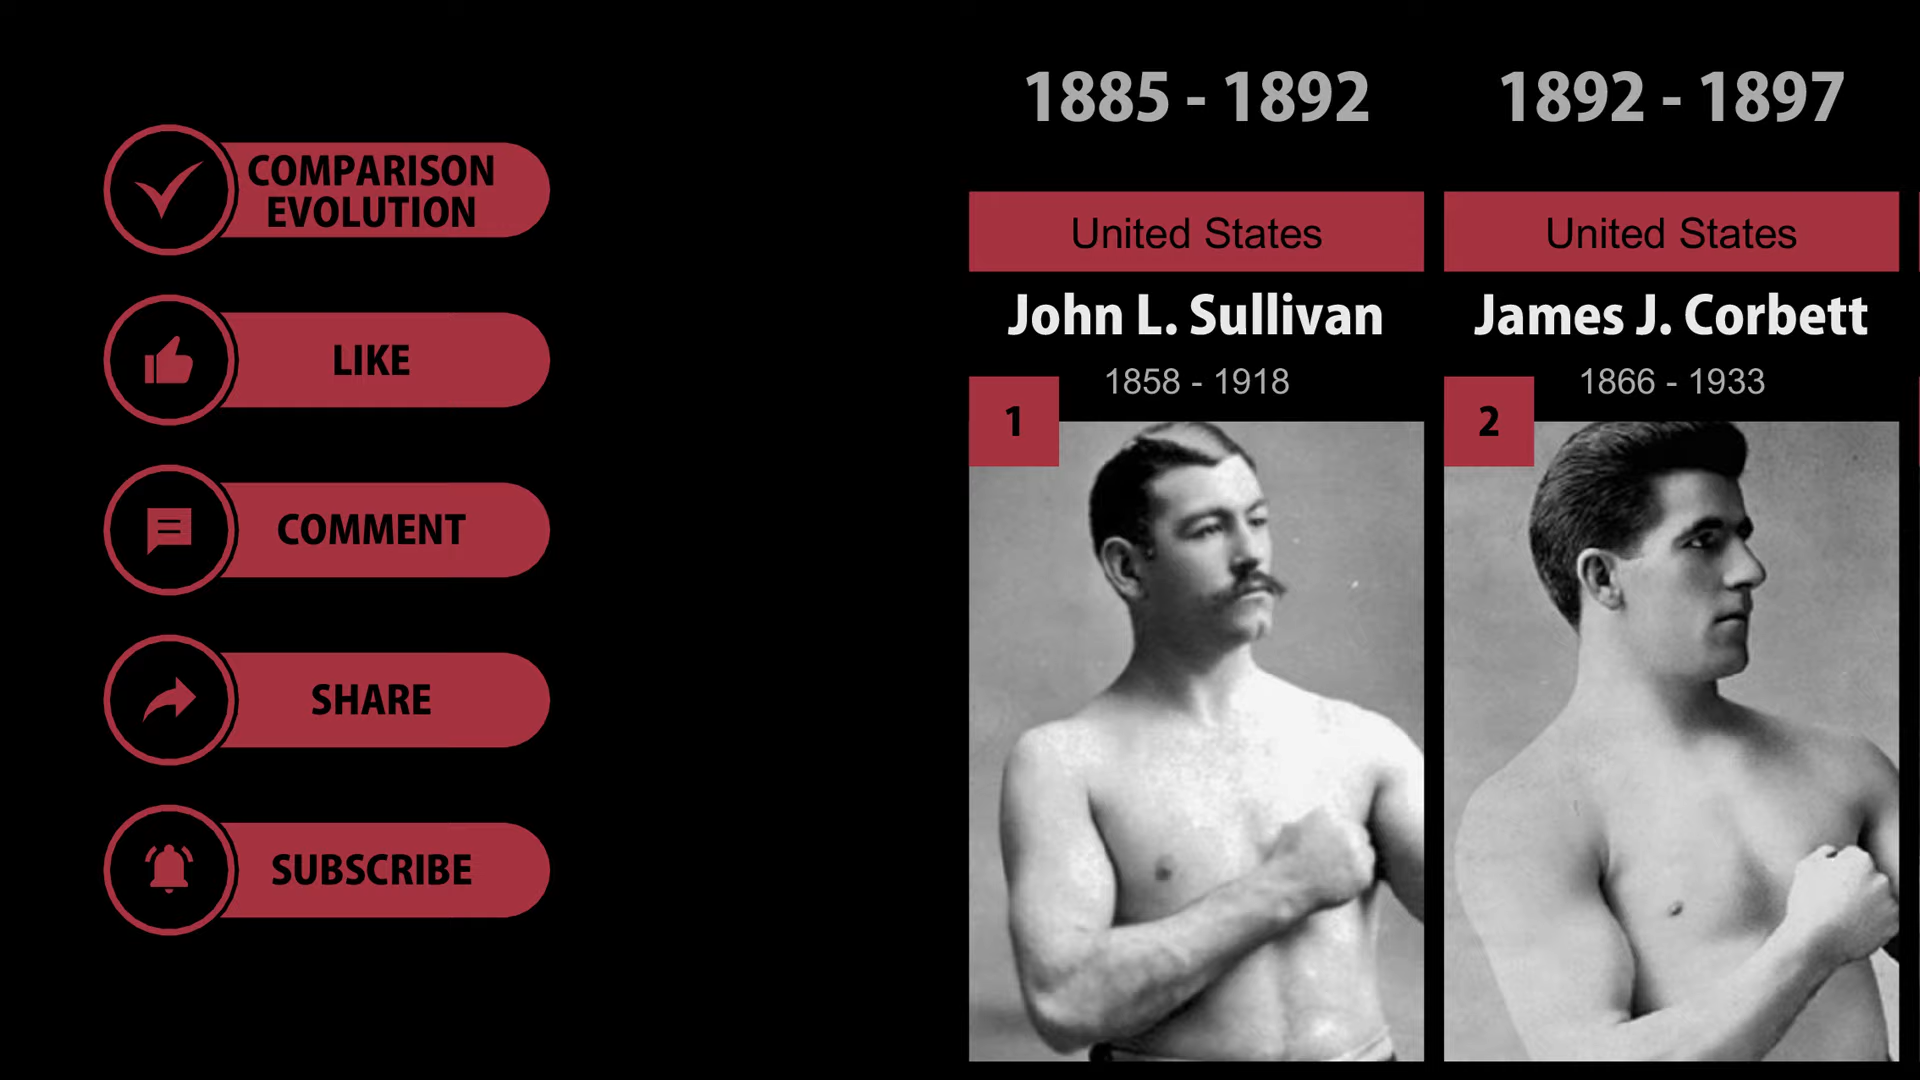 COMPARISON
EVOLUTION
LIKE
COMMENT
SHARE
SUBSCRIBE
1885 - 1892
United States
John L. Sullivan
1858 - 1918
1
1892 - 1897
United States
James J. Corbett
1866 - 1933
2